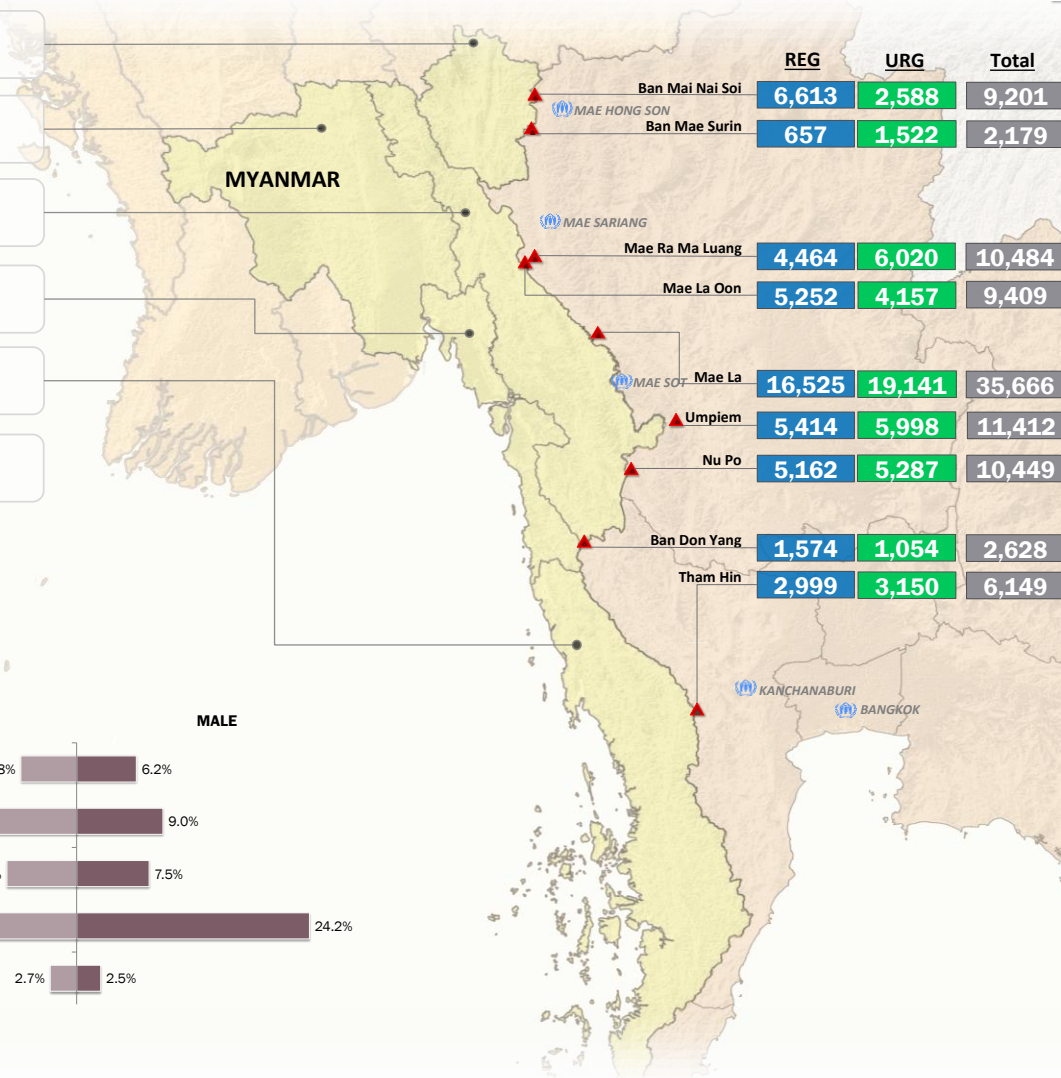 REG URG Total
Ban Mai Nai Soi 6,613 2,588 9,201
MAE HONG SON
Ban Mae Surin 657 1,522 2,179
MYANMAR
MAE SARIANG
Mae Ra Ma Luang 4,464 6,020 10,484
Mae La Oon 5,252 4,157 9,409
MAE SOT
Mae La 16,525 19,141 35,666
Umpiem 5,414 5,998 11,412
Nu Po 5,162 5,287 10,449
Ban Don Yang 1,574 1,054 2,628
Tham Hin 2,999 3,150 6,149
KANCHANABURI
BANGKOK
MALE
6.2%
9.0%
7.5%
24.2%
2.7% 2.5%